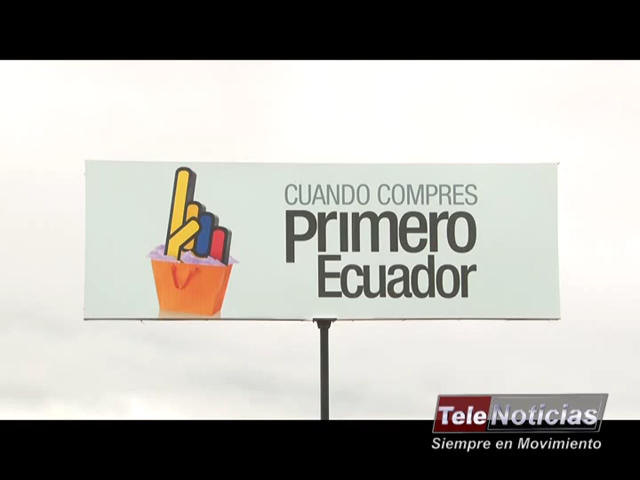 CUANDO COMPRES
Primero
Ecuador
TeleNoticias
Siempre en Movimiento